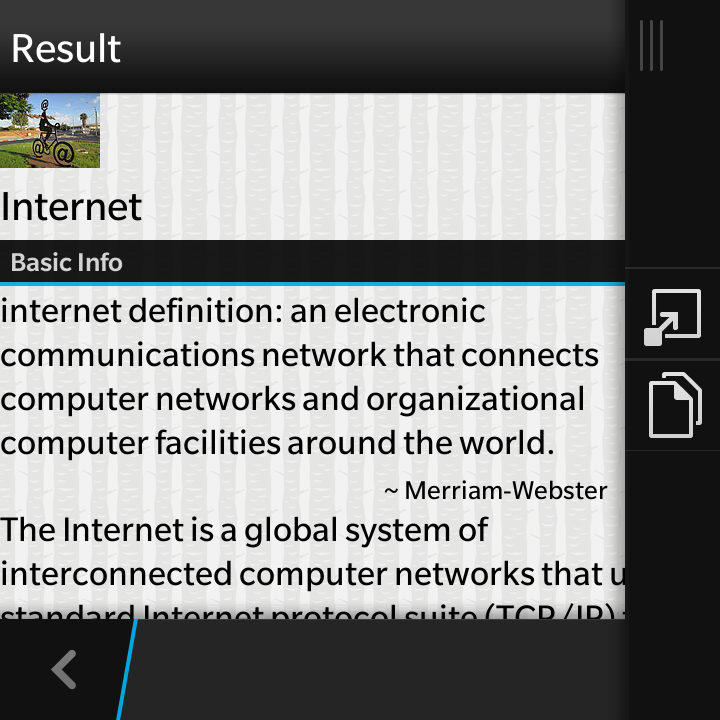 Result
Internet
Basic Info
internet definition: an electronic
communications network that connects
computer networks and organizational
computer facilities around the world.
~ Merriam-Webster
The Internet is a global system of
interconnected computer networks that u
standard Internet protocol suite (TCP/IP)